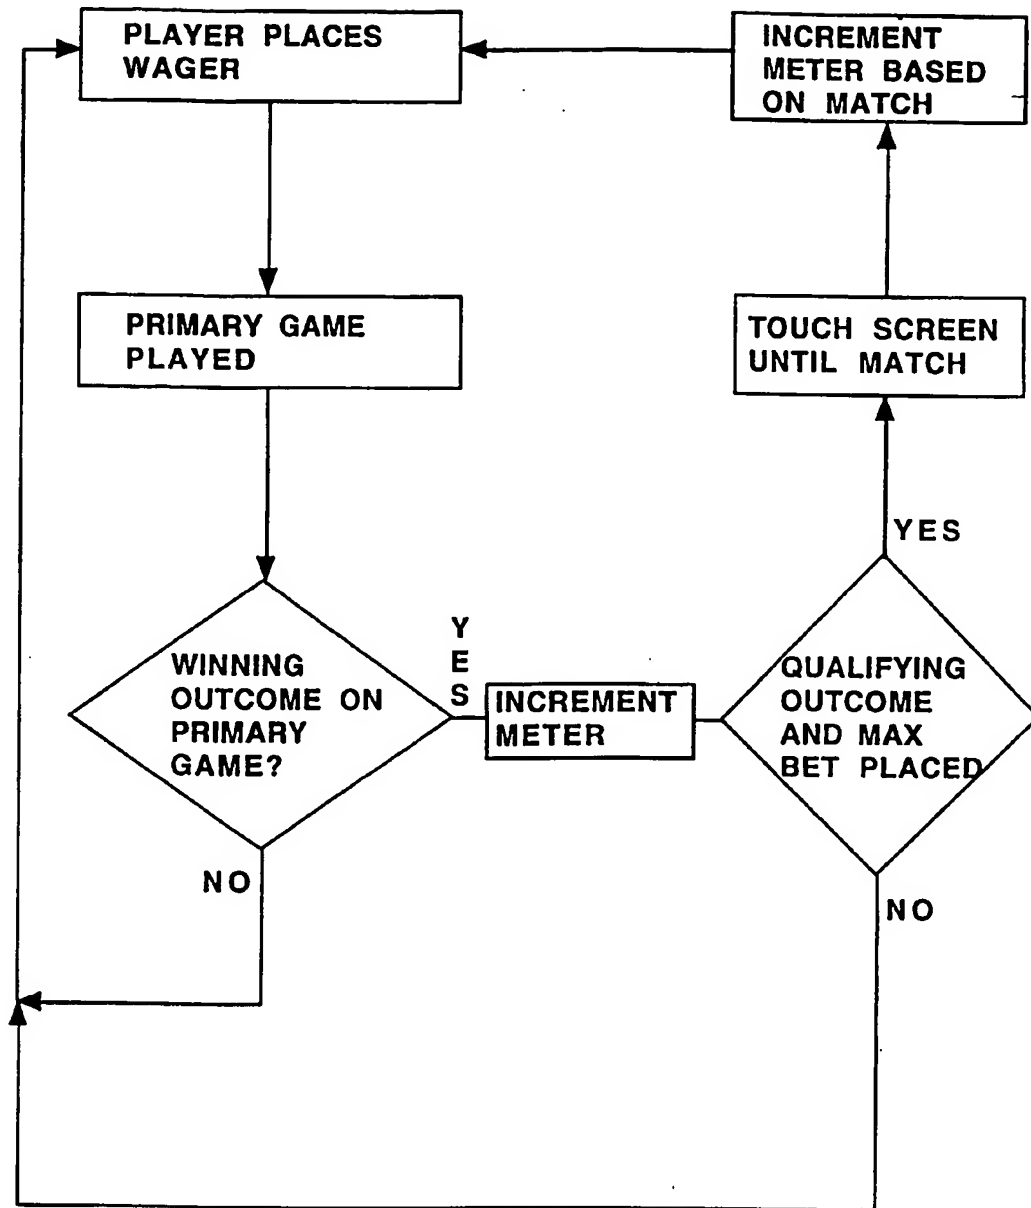 PLAYER PLACES
WAGER
INCREMENT
METER BASED
ON MATCH
PRIMARY GAME
PLAYED
TOUCH SCREEN
UNTIL MATCH
YES
WINNING
OUTCOME ON
PRIMARY
GAME?
YES
INCREMENT
METER
QUALIFYING
OUTCOME
AND MAX
BET PLACED
NO
NO